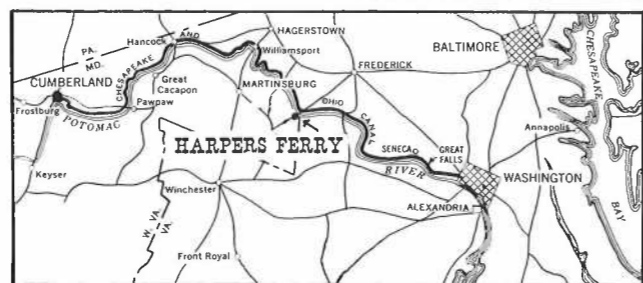 PA.
MD.
Hancock
AND
HAGERSTOWN
Williamsport
BALTIMORE
CHESAPEAKE
BAY
CUMBERLAND
CHESAPEAKE
Great
Cacapon
MARTINSBURG
FREDERICK
Frostburg
POTOMAC
Pawpaw
OHIO
CANAL
HARPERS FERRY
SENECA
GREAT
FALLS
Annapolis
RIVER
WASHINGTON
Keyser
Winchester
ALEXANDRIA
W. VA.
VA.
Front Royal